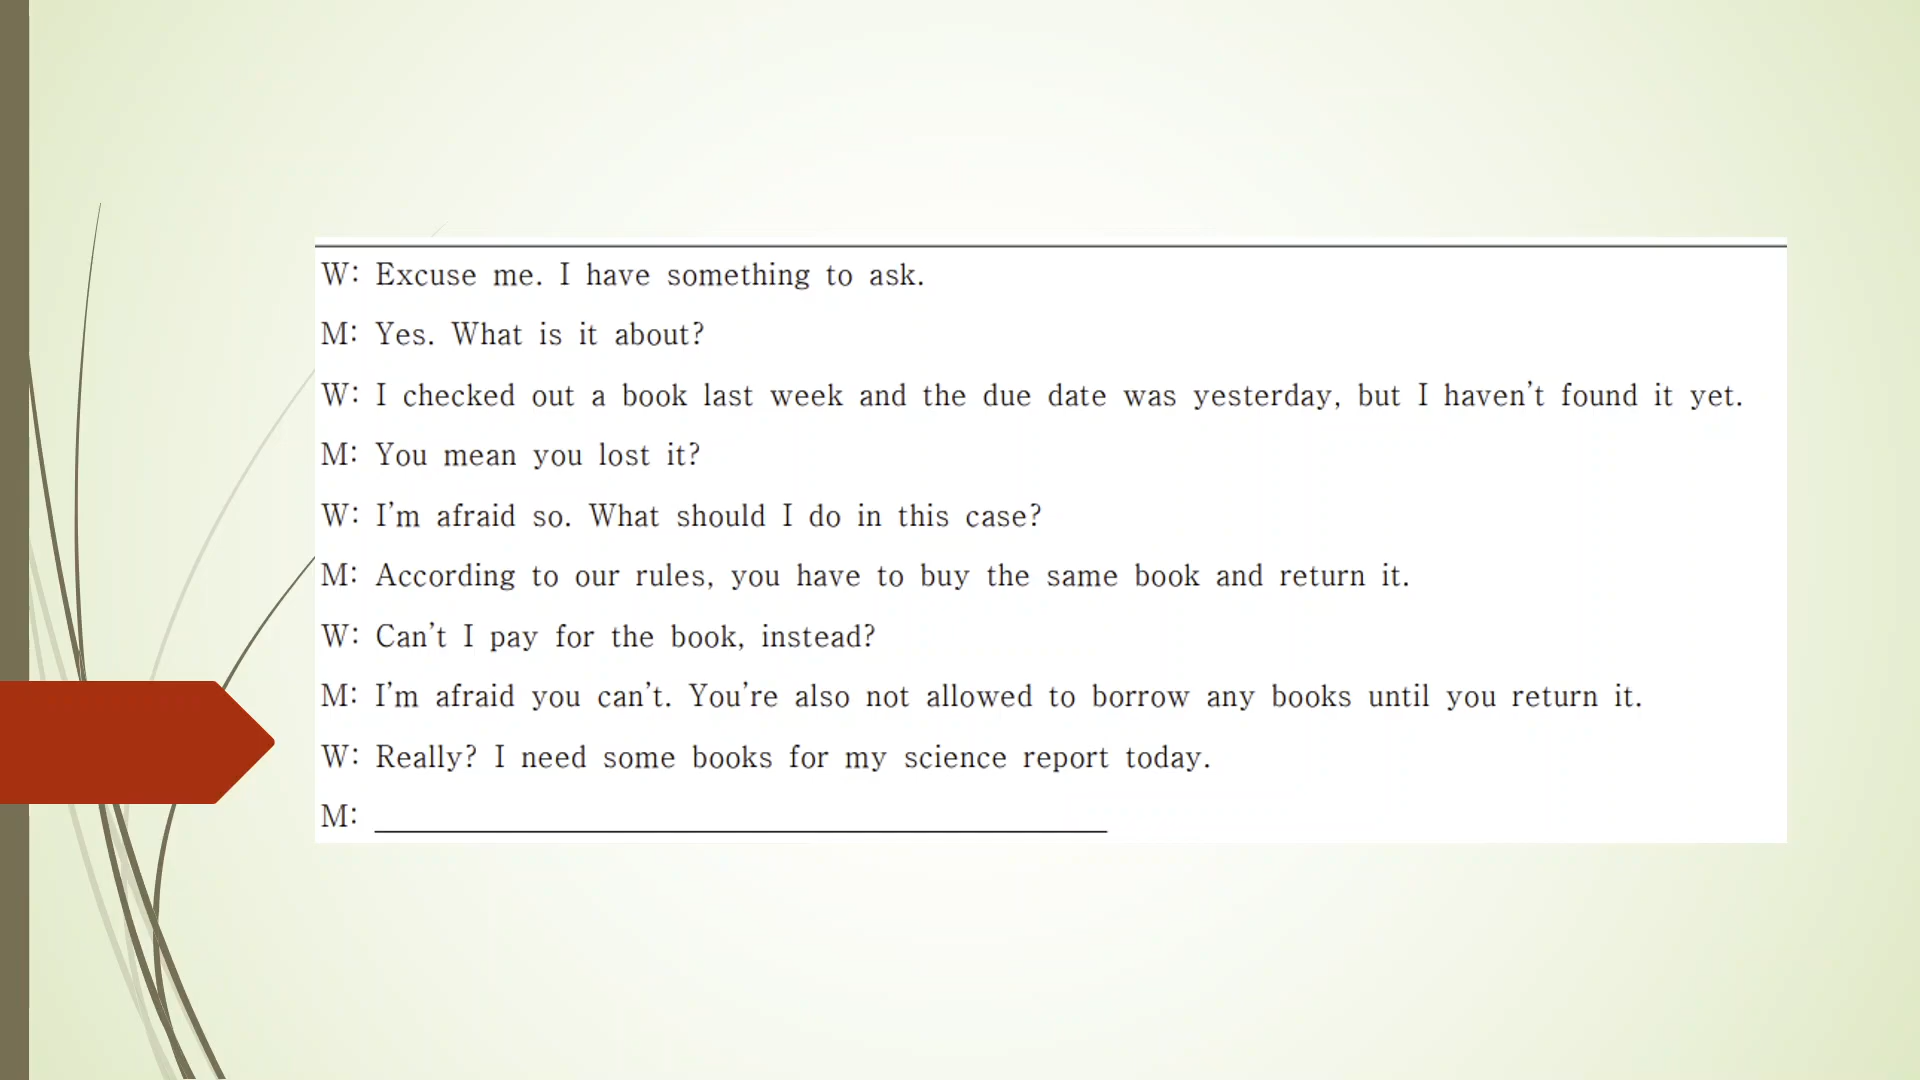 W: Excuse me. I have something to ask.
M: Yes. What is it about?
W: I checked out a book last week and the due date was yesterday, but I haven't found it yet.
M: You mean you lost it?
W: I'm afraid so. What should I do in this case?
M: According to our rules, you have to buy the same book and return it.
W: Can't I pay for the book, instead?
M: I'm afraid you can't. You're also not allowed to borrow any books until you return it.
W: Really? I need some books for my science report today.
M: ____________________